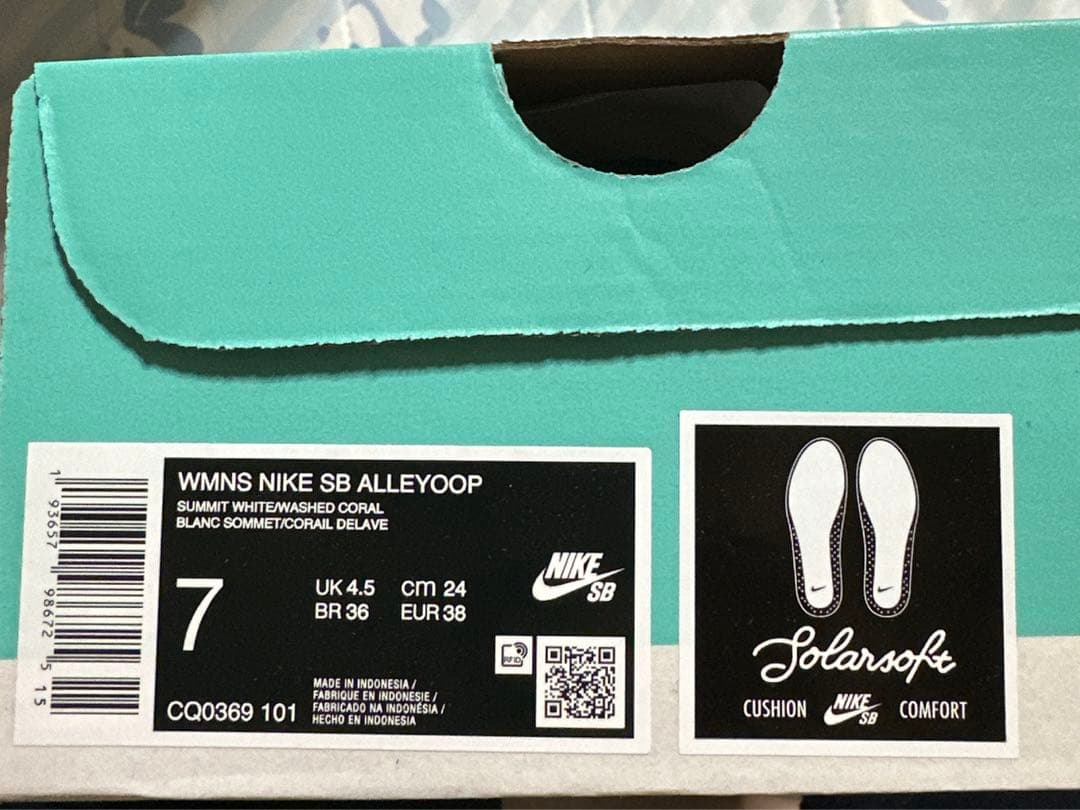 WMNS NIKE SB ALLEYOOP
SUMMIT WHITE/WASHED CORAL
BLANC SOMMET/CORAIL DELAVE
7
UK 4.5 cm 24
BR 36 EUR 38
NIKE
SB
RFID
CQ0369 101
MADE IN INDONESIA /
FABRIQUE EN INDONESIE /
FABRICADO NA INDONÉSIA /
HECHO EN INDONESIA
1 93657 98672 5 15
Solarsoft
CUSHION NIKE SB COMFORT